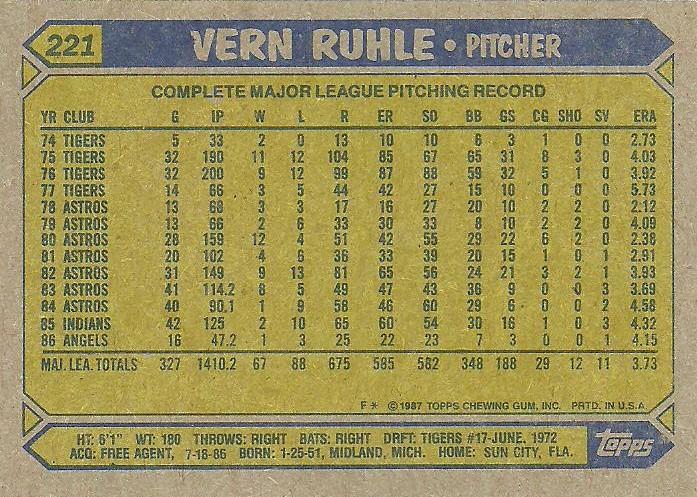 221 VERN RUHLE • PITCHER
COMPLETE MAJOR LEAGUE PITCHING RECORD
YR CLUB G IP W L R ER SO BB GS CG SHO SV ERA
74 TIGERS 5 33 2 0 13 10 10 6 3 1 0 0 2.73
75 TIGERS 32 190 11 12 104 85 67 65 31 8 3 0 4.03
76 TIGERS 32 200 9 12 99 87 88 59 32 5 1 0 3.92
77 TIGERS 14 66 3 5 44 42 27 15 10 0 0 0 5.73
78 ASTROS 13 68 3 3 17 16 27 20 10 2 2 0 2.12
79 ASTROS 13 66 2 6 33 30 33 8 10 2 2 0 4.09
80 ASTROS 28 159 12 4 51 42 55 29 22 6 2 0 2.38
81 ASTROS 20 102 4 6 36 33 39 20 15 1 0 1 2.91
82 ASTROS 31 149 9 13 81 65 56 24 21 3 2 1 3.93
83 ASTROS 41 114.2 8 5 49 47 43 36 9 0 0 3 3.69
84 ASTROS 40 90.1 1 9 58 46 60 29 6 0 0 2 4.58
85 INDIANS 42 125 2 10 65 60 54 30 16 1 0 3 4.32
86 ANGELS 16 47.2 1 3 25 22 23 7 3 0 0 1 4.15
MAJ. LEA. TOTALS 327 1410.2 67 88 675 585 582 348 188 29 12 11 3.73
F * © 1987 TOPPS CHEWING GUM, INC. PRTD. IN U.S.A.
HT: 6'1" WT: 180 THROWS: RIGHT BATS: RIGHT DRFT: TIGERS #17-JUNE, 1972
ACQ: FREE AGENT, 7-18-86 BORN: 1-25-51, MIDLAND, MICH. HOME: SUN CITY, FLA.
TOPPS